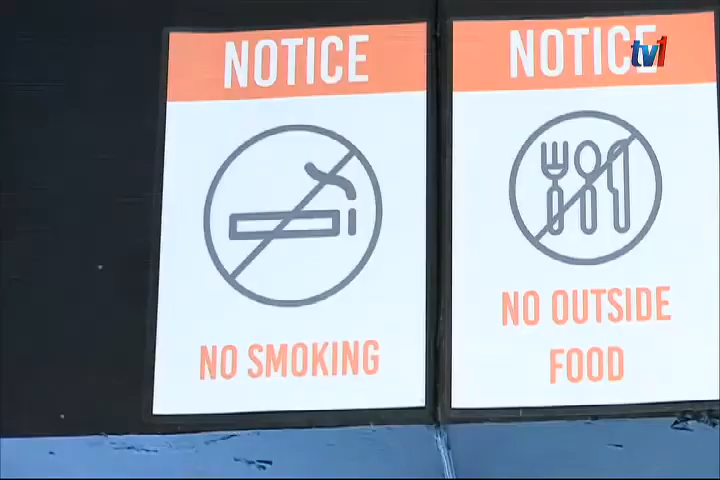 NOTICE
NO SMOKING
NOTICE
tv1
NO OUTSIDE
FOOD